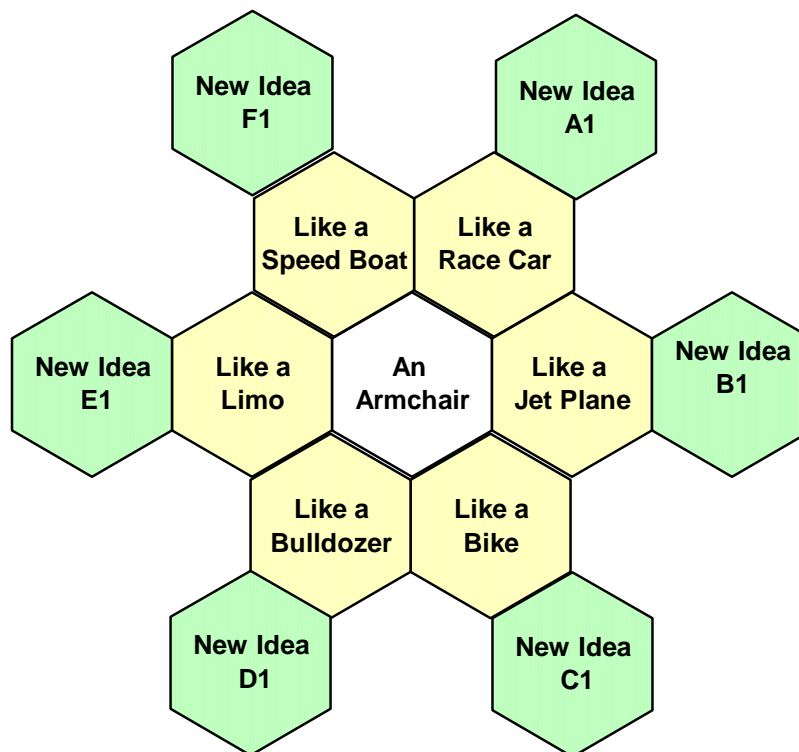 New Idea
F1
New Idea
A1
Like a
Speed Boat
Like a
Race Car
New Idea
E1
Like a
Limo
An
Armchair
Like a
Jet Plane
New Idea
B1
Like a
Bulldozer
Like a
Bike
New Idea
D1
New Idea
C1